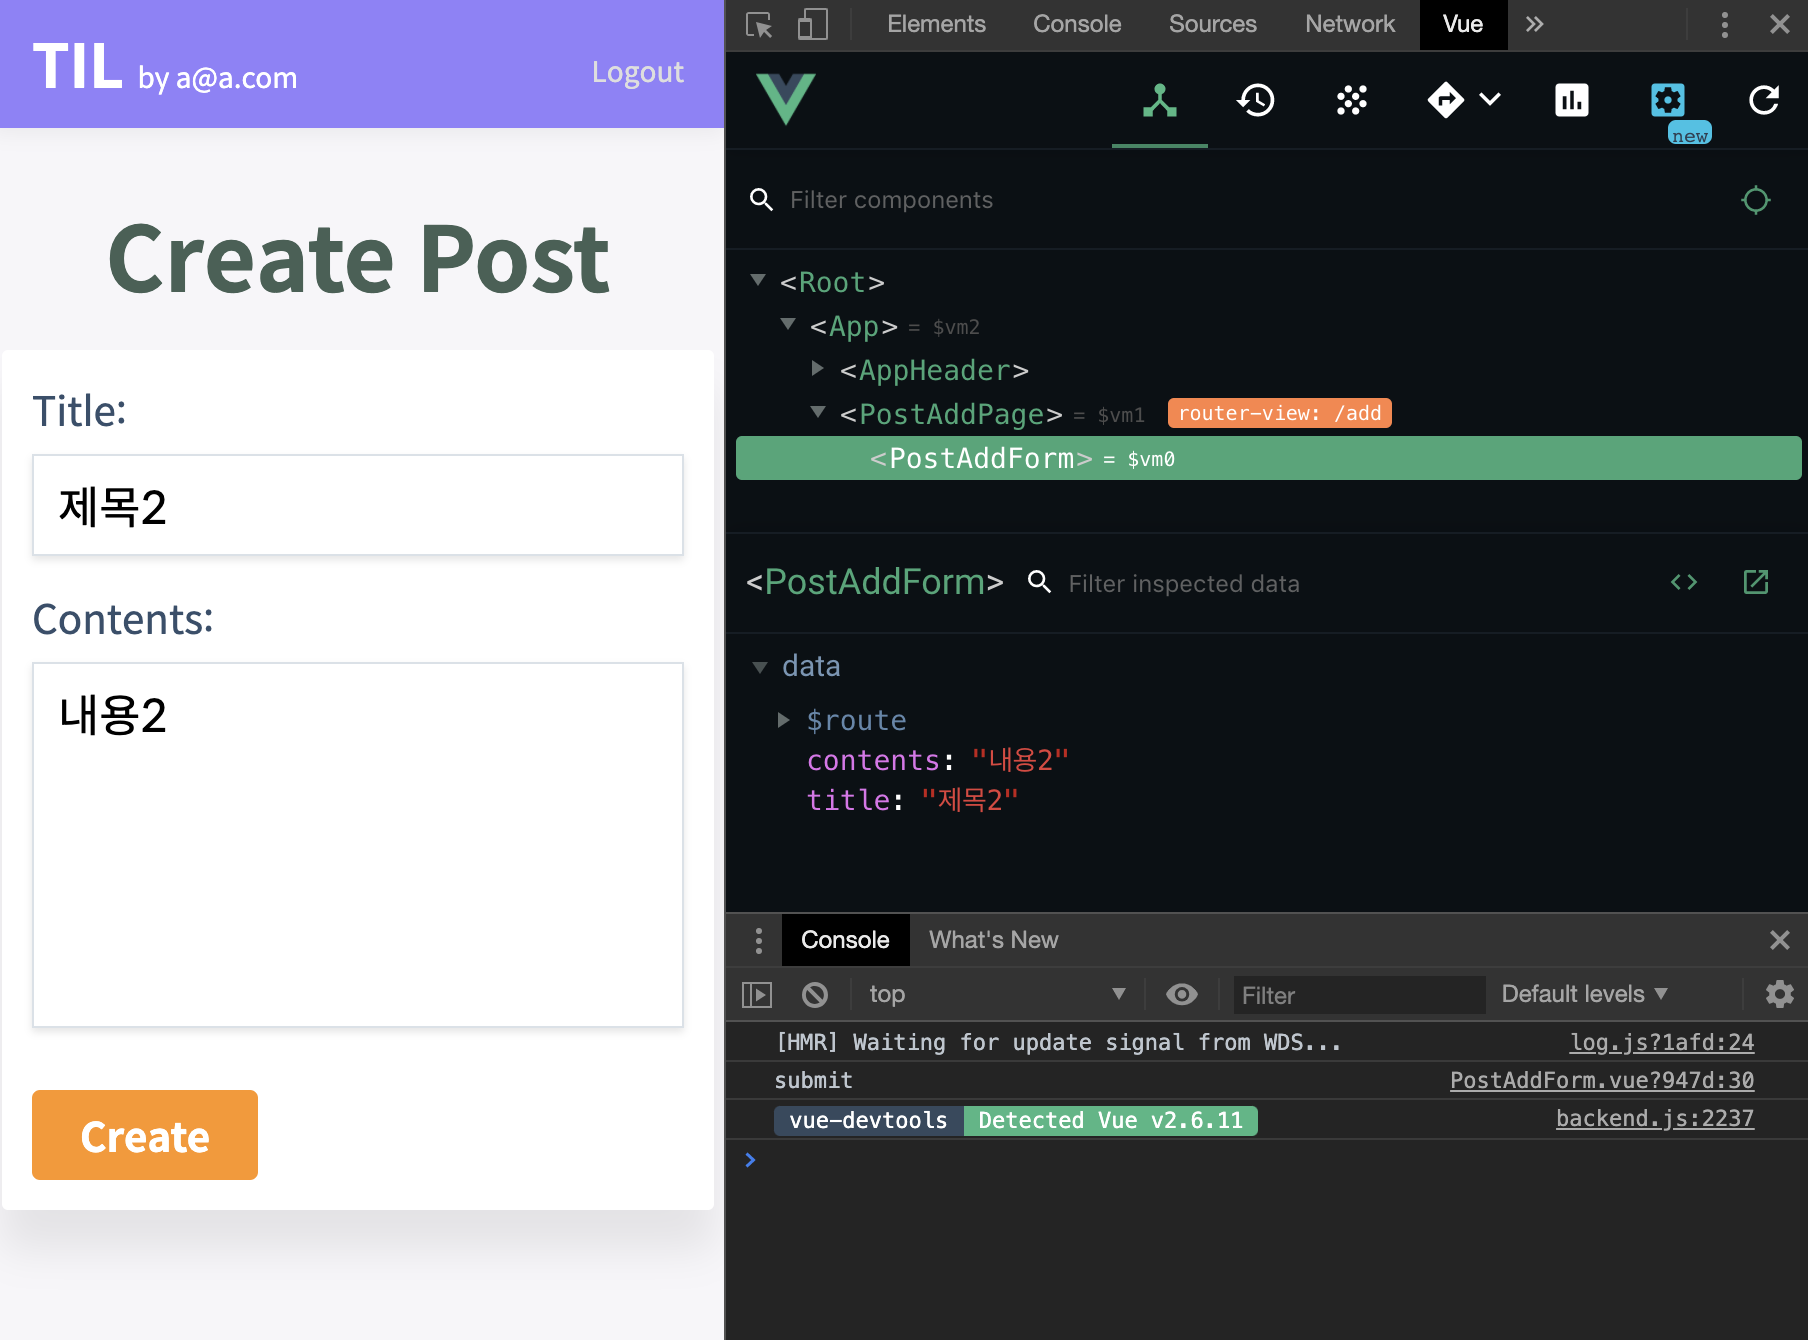 TIL by a@a.com
Logout
Create Post
Title:
제목2
Contents:
내용2
Create
Elements Console Sources Network Vue
new
Filter components
<Root>
<App> = $vm2
<AppHeader>
<PostAddPage> = $vm1 router-view: /add
<PostAddForm> = $vm0
<PostAddForm> Filter inspected data
data
$route
contents: "내용2"
title: "제목2"
Console What's New
top Filter Default levels
[HMR] Waiting for update signal from WDS... log.js?1afd:24
submit PostAddForm.vue?947d:30
vue-devtools Detected Vue v2.6.11 backend.js:2237